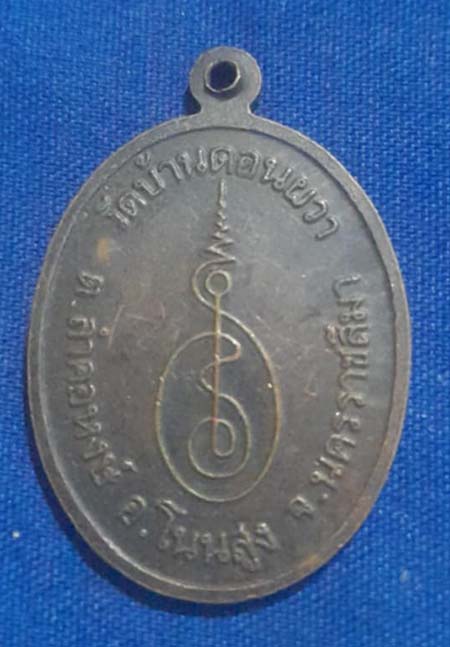 วัดบ้านดอนผวา
ต. ลำคอหงษ์ อ. โนนสูง จ. นครราชสีมา